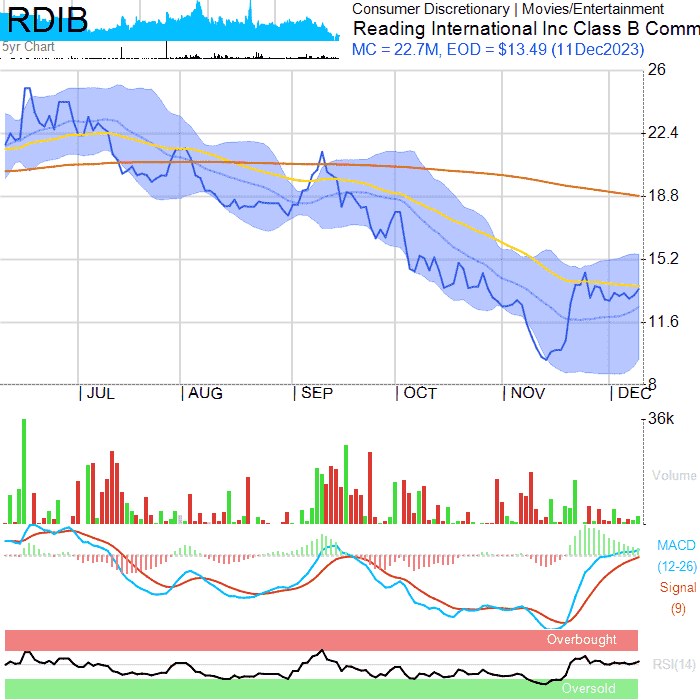 RDIB
5yr Chart
Consumer Discretionary | Movies/Entertainment
Reading International Inc Class B Comm
MC = 22.7M, EOD = $13.49 (11Dec2023)
26
22.4
18.8
15.2
11.6
8
JUL AUG SEP OCT NOV DEC
36k
Volume
MACD
(12-26)
Signal
(9)
Overbought
RSI(14)
Oversold